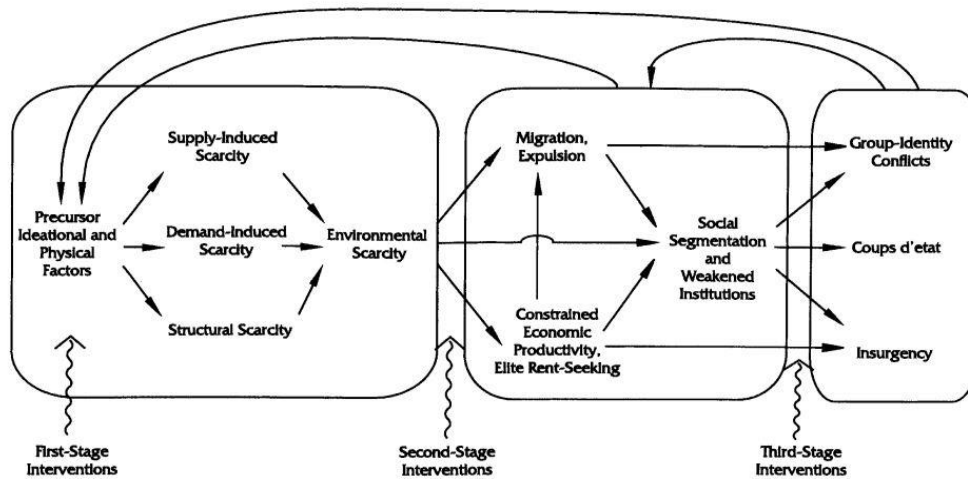 Supply-Induced
Scarcity
Precursor
Ideational and
Physical
Factors
Demand-Induced
Scarcity
Structural Scarcity
Environmental
Scarcity
Migration,
Expulsion
Constrained
Economic
Productivity,
Elite Rent-Seeking
Social
Segmentation
and
Weakened
Institutions
Group-Identity
Conflicts
Coups d'etat
Insurgency
First-Stage
Interventions
Second-Stage
Interventions
Third-Stage
Interventions